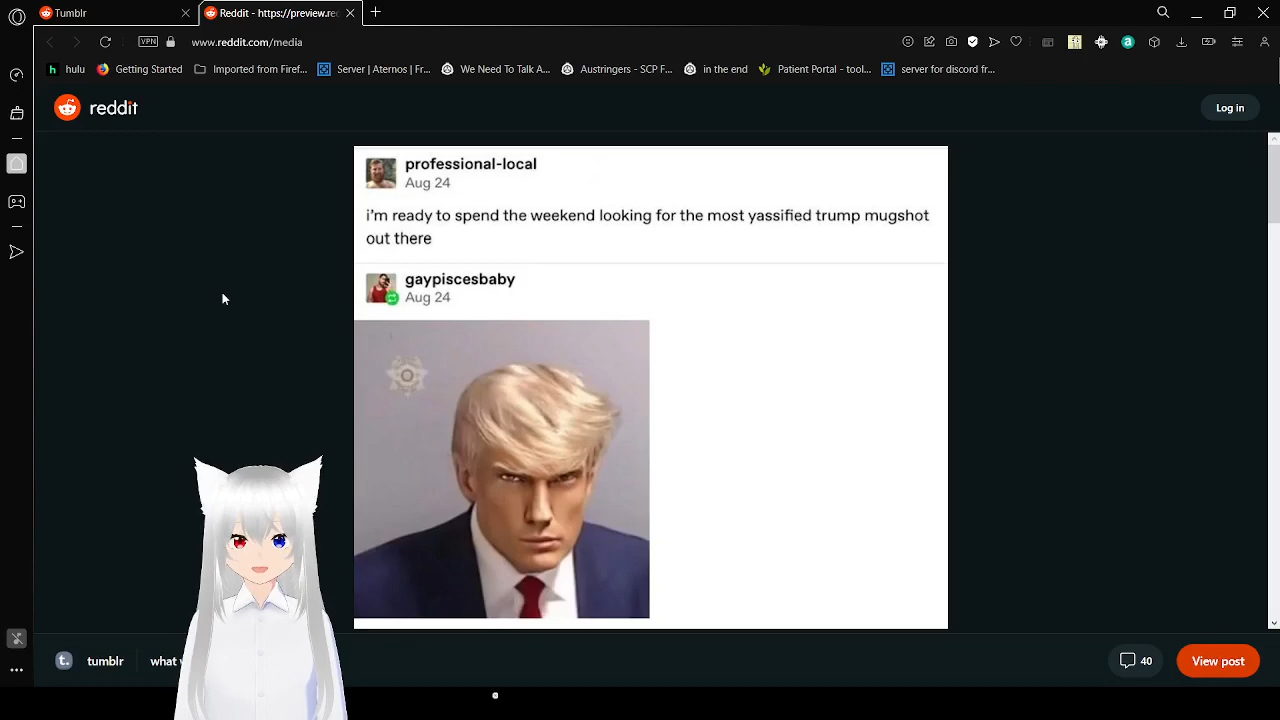 Tumblr
Reddit - https://preview.red
VPN
www.reddit.com/media
hulu
Getting Started
Imported from Firef...
Server | Aternos | Fr...
We Need To Talk A...
Austringers - SCP F...
in the end
Patient Portal - tool...
server for discord fr...
reddit
Log in
professional-local
Aug 24
i'm ready to spend the weekend looking for the most yassified trump mugshot
out there
gaypiscesbaby
Aug 24
t.
tumblr
what
40
View post